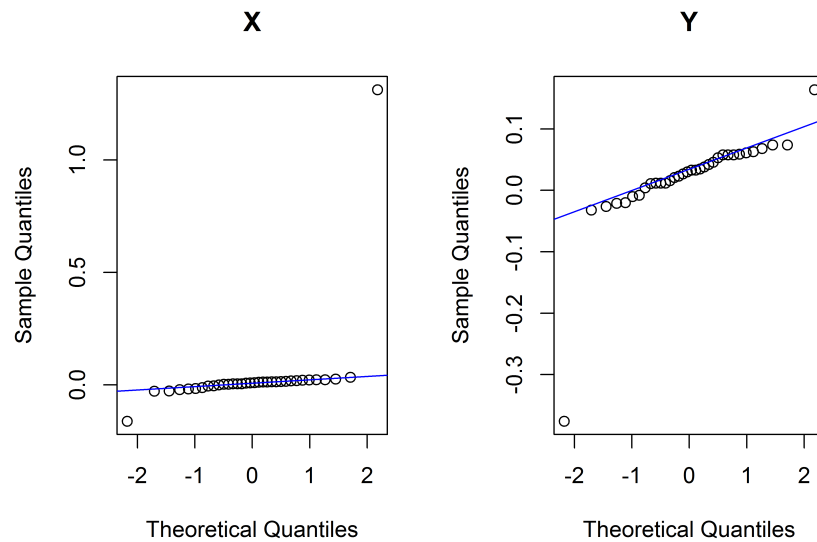 X
Sample Quantiles
1.0
0.5
0.0
-2 -1 0 1 2
Theoretical Quantiles
Y
Sample Quantiles
0.1
0.0
-0.1
-0.2
-0.3
-2 -1 0 1 2
Theoretical Quantiles